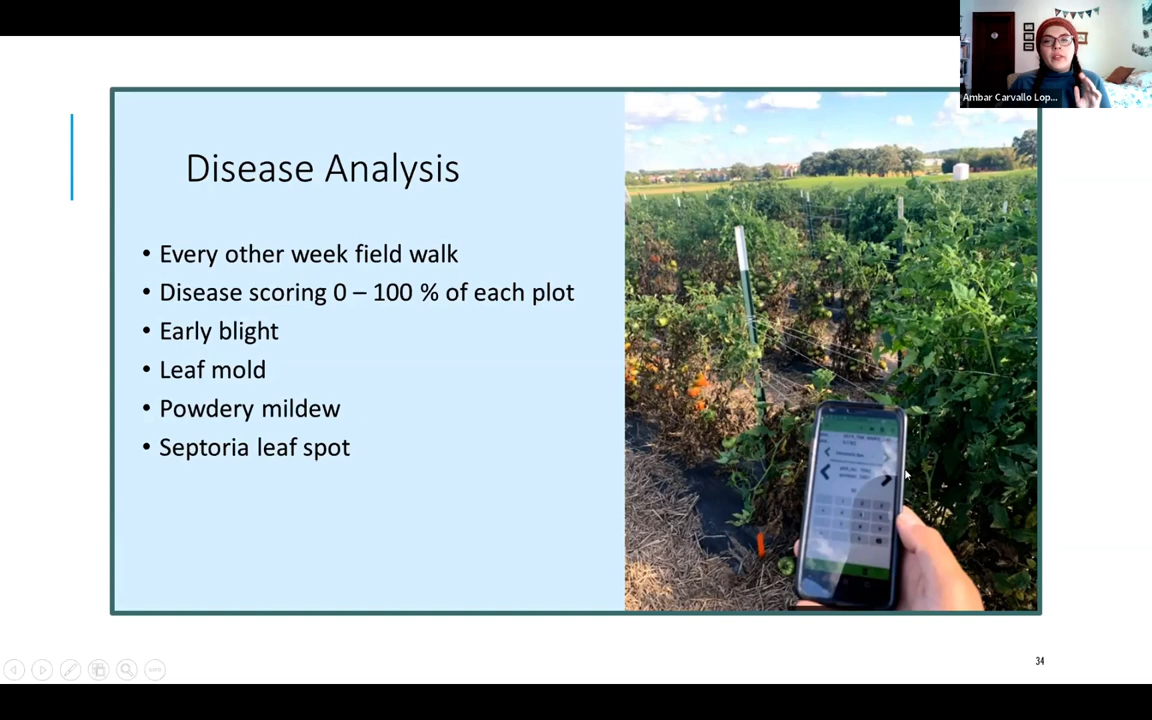 Ambar Carvallo Lop...
Disease Analysis
• Every other week field walk
• Disease scoring 0 – 100 % of each plot
• Early blight
• Leaf mold
• Powdery mildew
• Septoria leaf spot
34